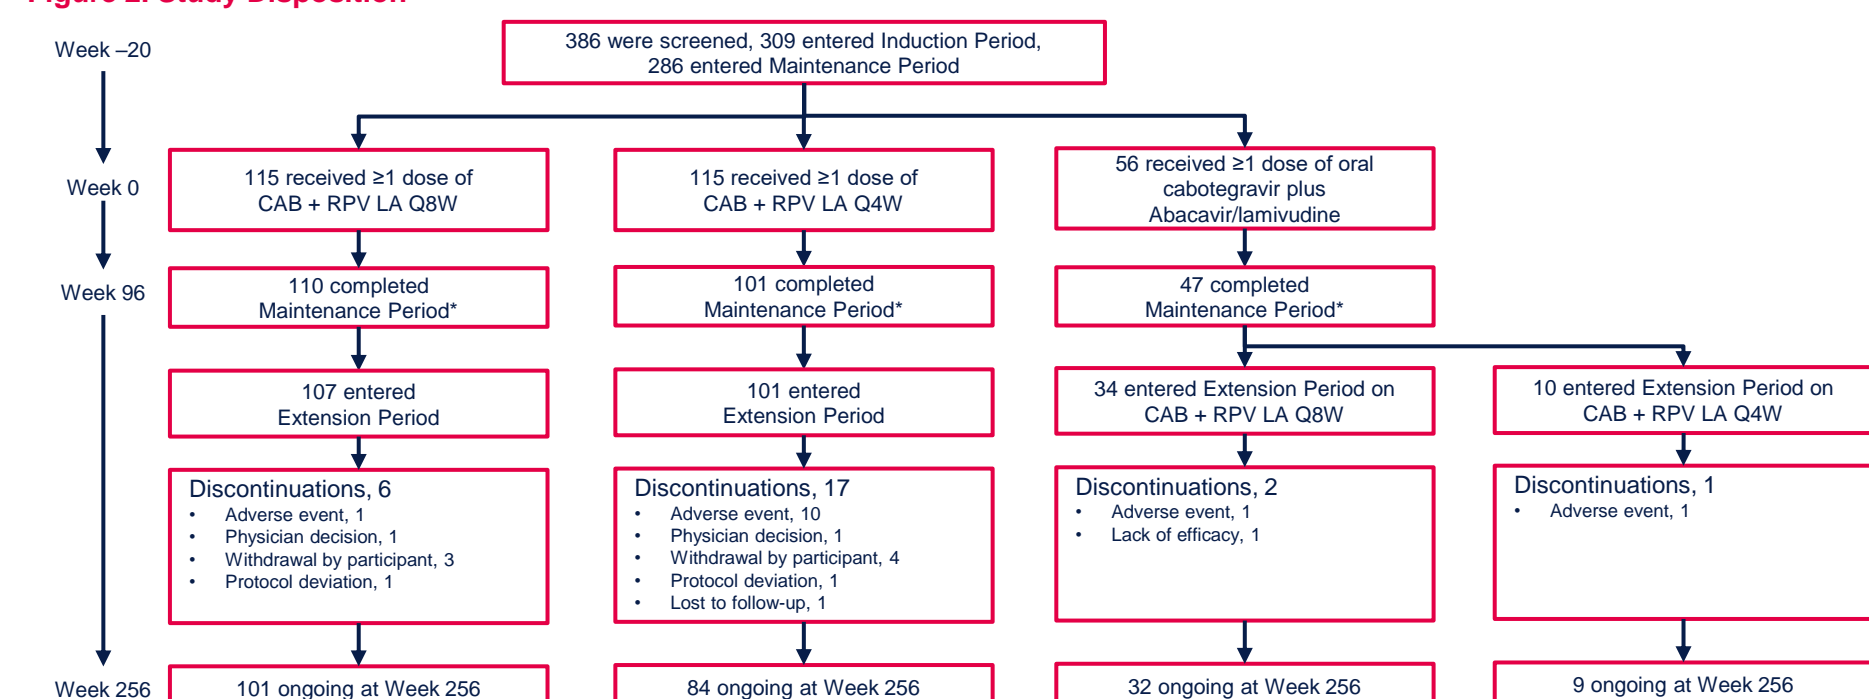 Figure 2. Study Disposition
Week –20
386 were screened, 309 entered Induction Period,
286 entered Maintenance Period
Week 0
115 received ≥1 dose of
CAB + RPV LA Q8W
115 received ≥1 dose of
CAB + RPV LA Q4W
56 received ≥1 dose of oral
cabotegravir plus
Abacavir/lamivudine
Week 96
110 completed
Maintenance Period*
101 completed
Maintenance Period*
47 completed
Maintenance Period*
107 entered
Extension Period
101 entered
Extension Period
34 entered Extension Period on
CAB + RPV LA Q8W
10 entered Extension Period on
CAB + RPV LA Q4W
Discontinuations, 6
• Adverse event, 1
• Physician decision, 1
• Withdrawal by participant, 3
• Protocol deviation, 1
Discontinuations, 17
• Adverse event, 10
• Physician decision, 1
• Withdrawal by participant, 4
• Protocol deviation, 1
• Lost to follow-up, 1
Discontinuations, 2
• Adverse event, 1
• Lack of efficacy, 1
Discontinuations, 1
• Adverse event, 1
Week 256
101 ongoing at Week 256
84 ongoing at Week 256
32 ongoing at Week 256
9 ongoing at Week 256